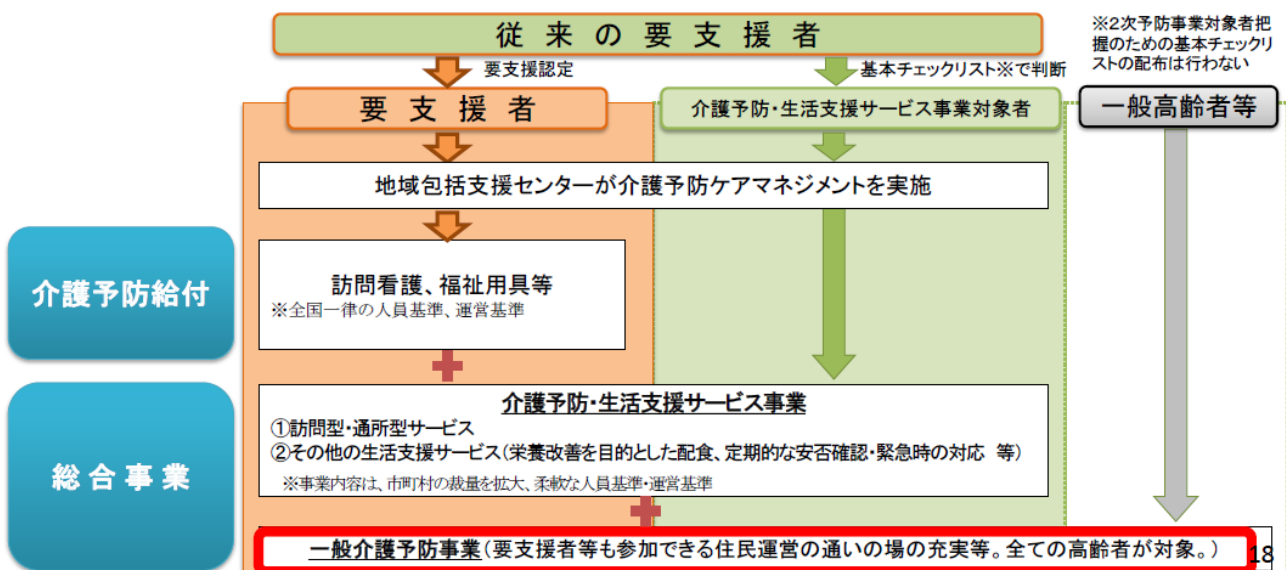 従来の要支援者
※2次予防事業対象者把
握のための基本チェックリ
ストの配布は行わない
要支援認定
基本チェックリスト※で判断
要支援者
介護予防・生活支援サービス事業対象者
一般高齢者等
地域包括支援センターが介護予防ケアマネジメントを実施
介護予防給付
訪問看護、福祉用具等
※全国一律の人員基準、運営基準
総合事業
介護予防・生活支援サービス事業
①訪問型・通所型サービス
②その他の生活支援サービス(栄養改善を目的とした配食、定期的な安否確認・緊急時の対応 等)
※事業内容は、市町村の裁量を拡大、柔軟な人員基準・運営基準
一般介護予防事業(要支援者等も参加できる住民運営の通いの場の充実等。全ての高齢者が対象。)
18